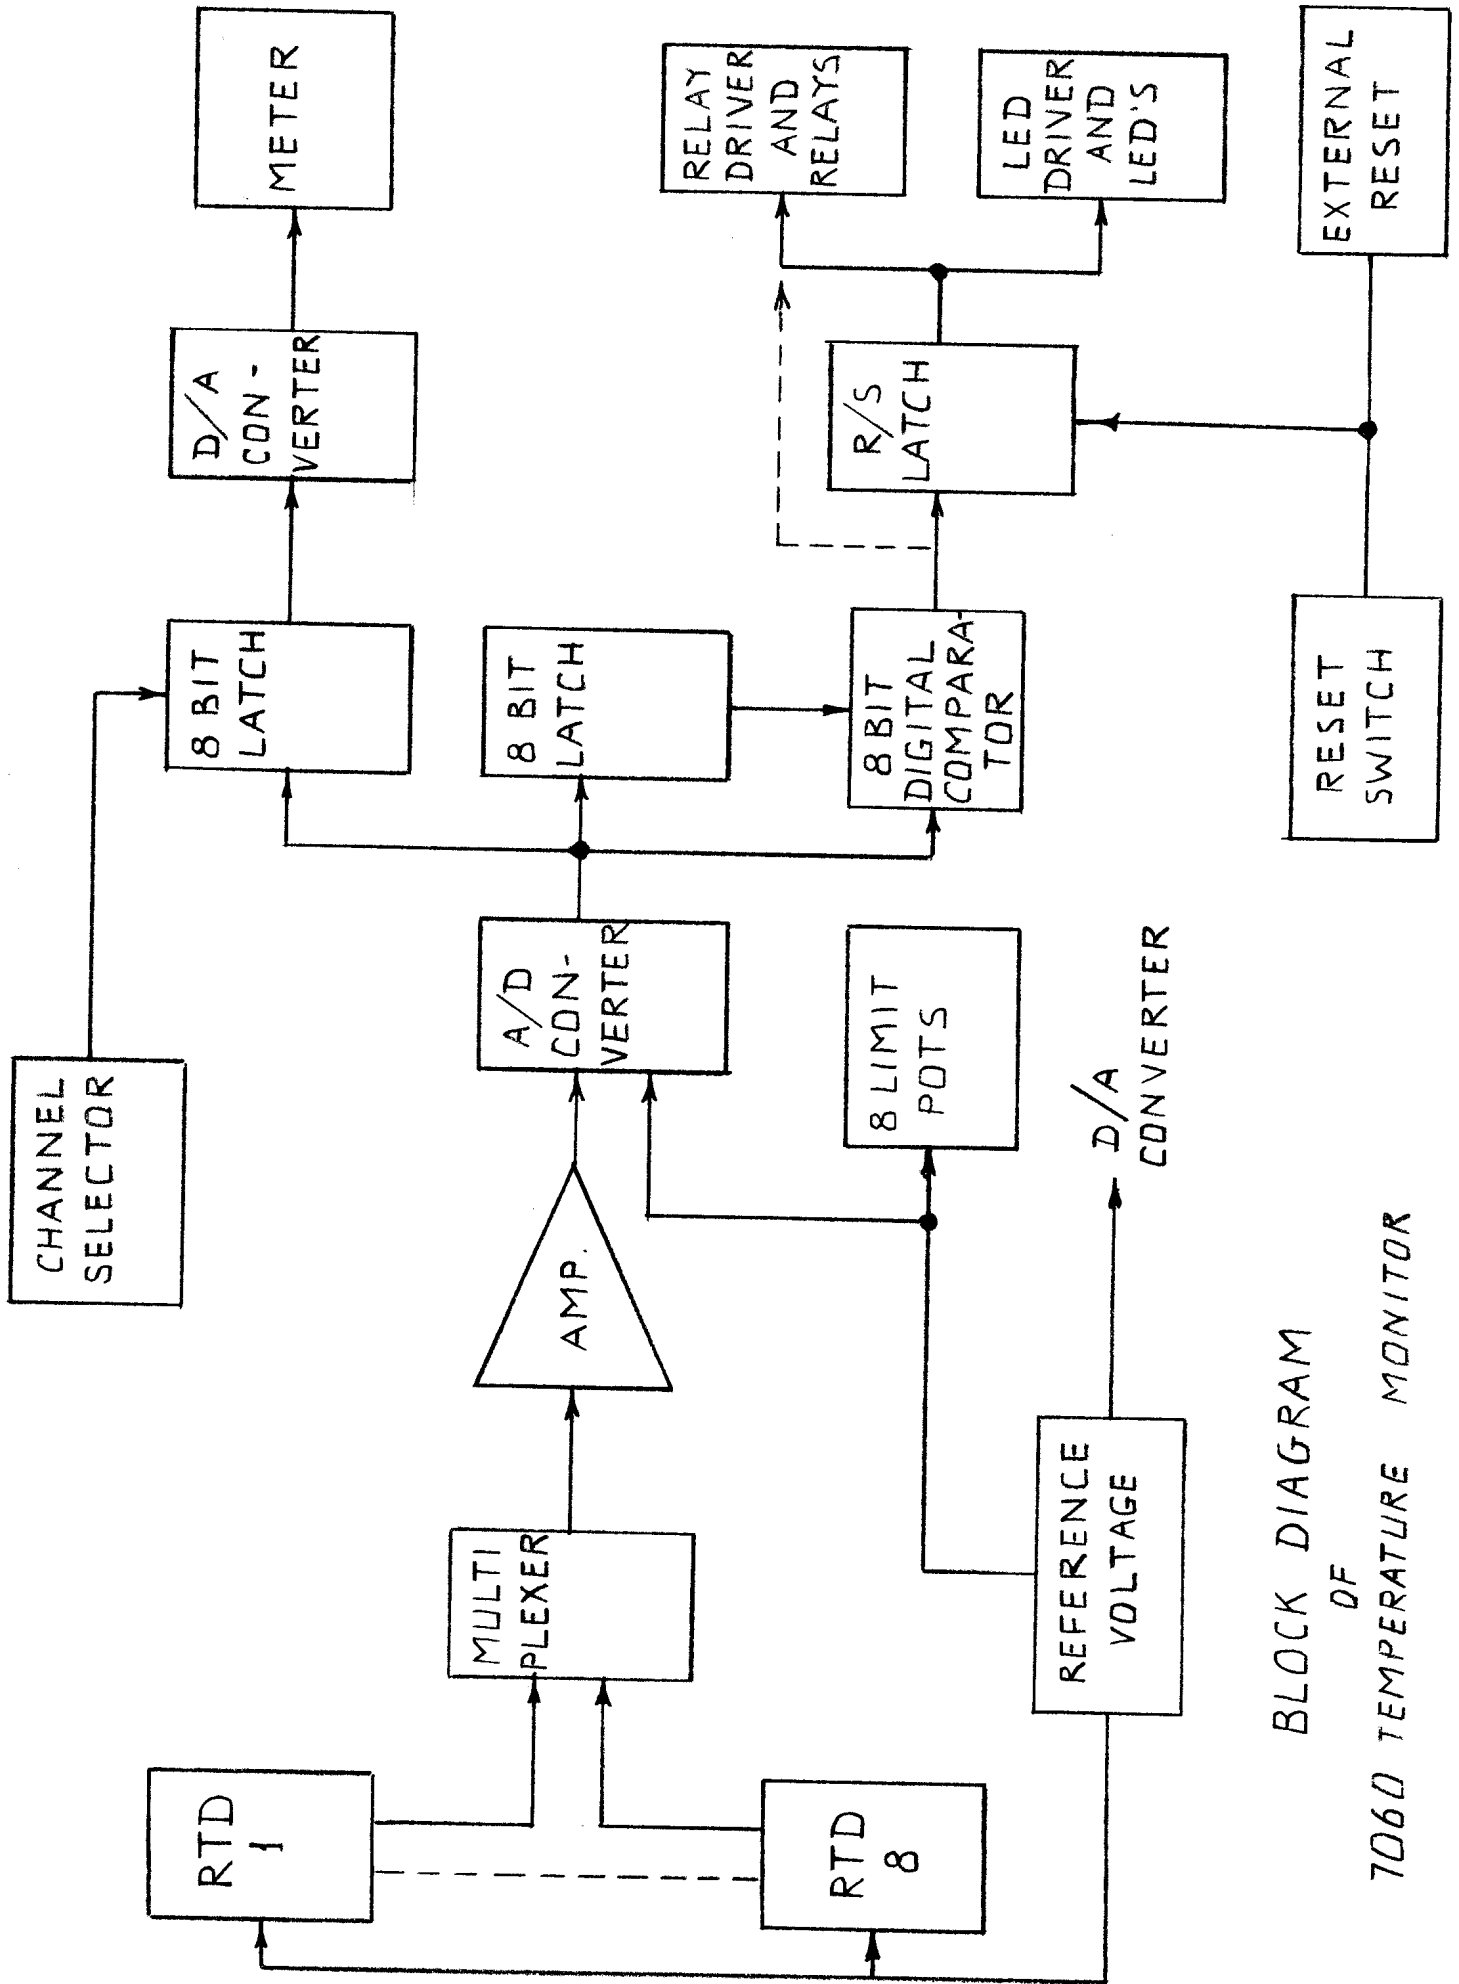 RTD
1
RTD
8
MULTI
PLEXER
AMP.
CHANNEL
SELECTOR
A/D
CON-
VERTER
8 BIT
LATCH
8 BIT
LATCH
D/A
CON-
VERTER
METER
8 BIT
DIGITAL
COMPARA-
TOR
R/S
LATCH
RELAY
DRIVER
AND
RELAYS
LED
DRIVER
AND
LED'S
8 LIMIT
POTS
REFERENCE
VOLTAGE
D/A
CONVERTER
RESET
SWITCH
EXTERNAL
RESET
BLOCK DIAGRAM
OF
7060 TEMPERATURE MONITOR